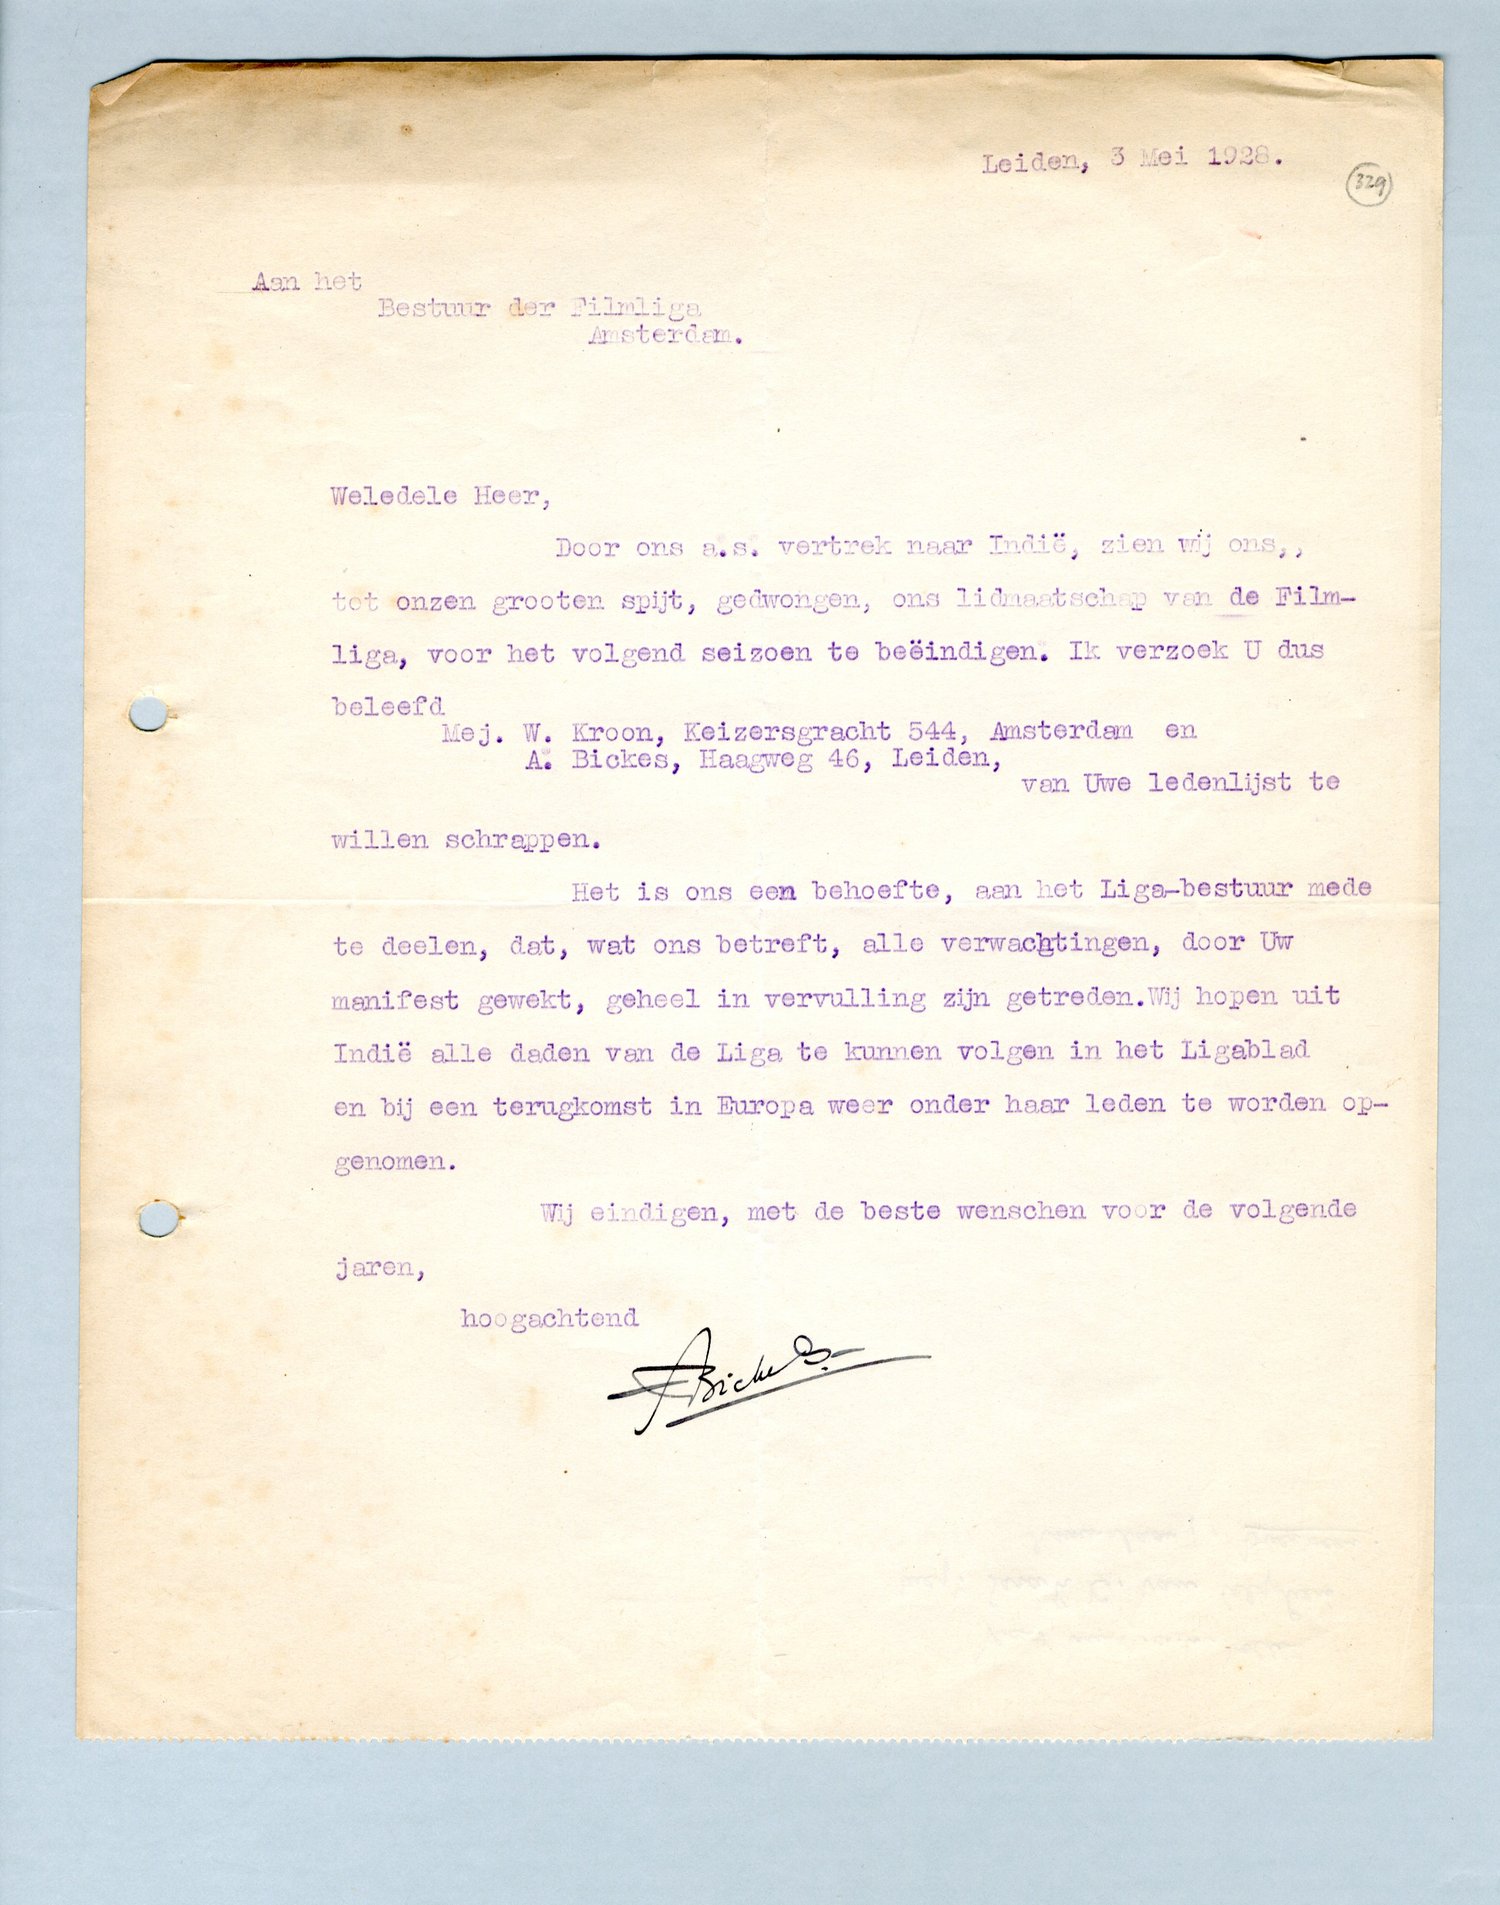 Leiden, 3 Mei 1928.
329
Aan het
Bestuur der Filmliga
Amsterdam.
Weledele Heer,
Door ons a.s. vertrek naar Indië, zien wij ons,,
tot onzen grooten spijt, gedwongen, ons lidmaatschap van de Film-
liga, voor het volgend seizoen te beëindigen. Ik verzoek U dus
beleefd
Mej. W. Kroon, Keizersgracht 544, Amsterdam en
A. Bickes, Haagweg 46, Leiden,
van Uwe ledenlijst te
willen schrappen.
Het is ons een behoefte, aan het Liga-bestuur mede
te deelen, dat, wat ons betreft, alle verwachtingen, door Uw
manifest gewekt, geheel in vervulling zijn getreden.Wij hopen uit
Indië alle daden van de Liga te kunnen volgen in het Ligablad
en bij een terugkomst in Europa weer onder haar leden te worden op-
genomen.
Wij eindigen, met de beste wenschen voor de volgende
jaren,
hoogachtend
ABickes.